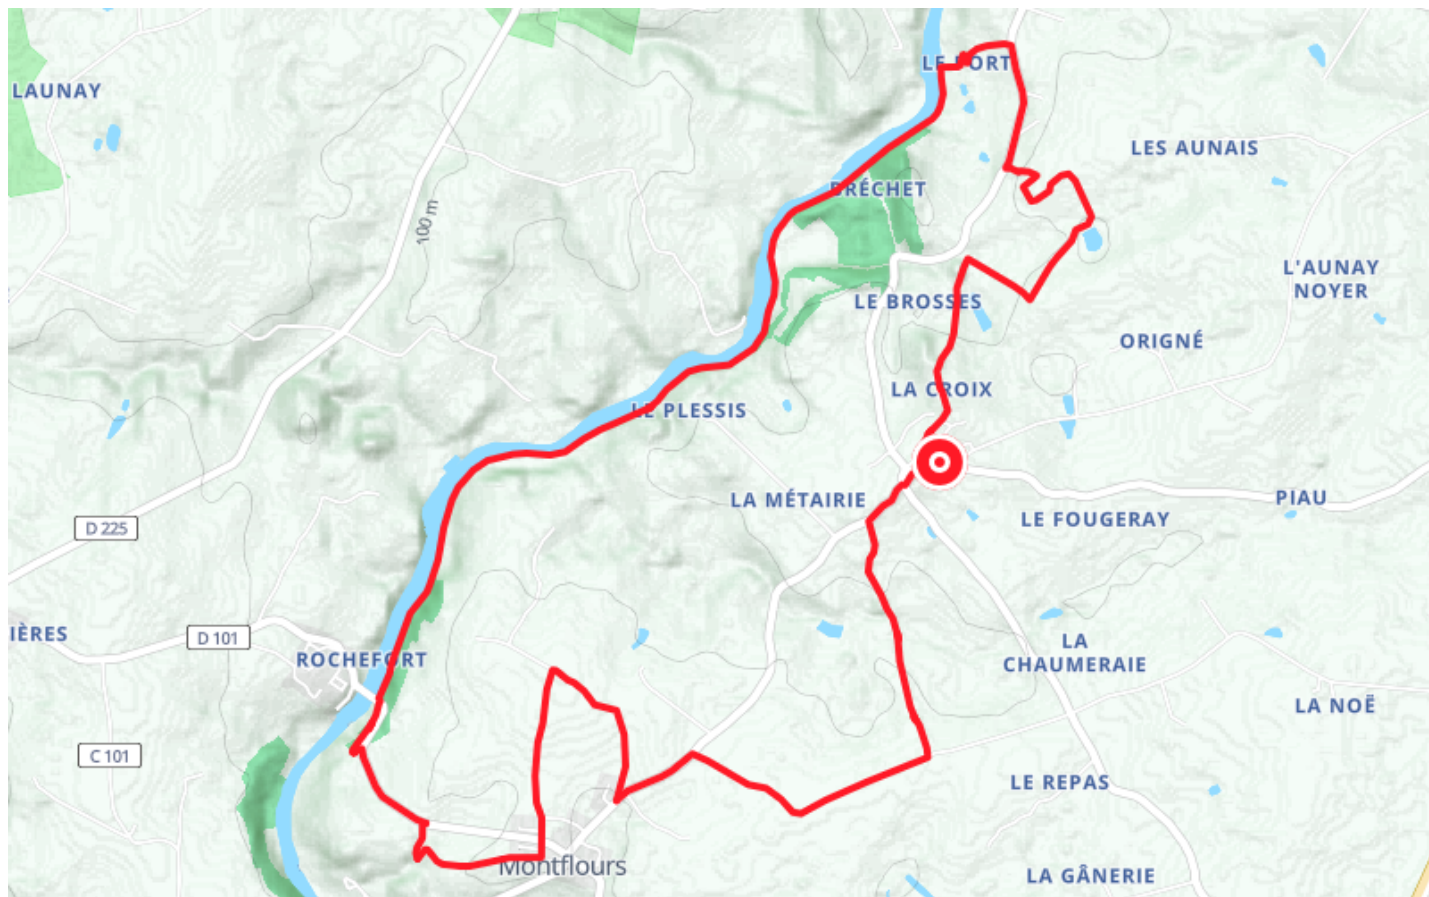 LE PORT
LAUNAY
LES AUNAIS
BRÉCHET
100 m
L'AUNAY
NOYER
LE BROSSES
ORIGNÉ
LA CROIX
LE PLESSIS
LA MÉTAIRIE
PIAU
LE FOUGERAY
D 225
IÈRES
D 101
LA
CHAUMERAIE
ROCHEFORT
LA NOË
C 101
LE REPAS
Montflours
LA GÂNERIE